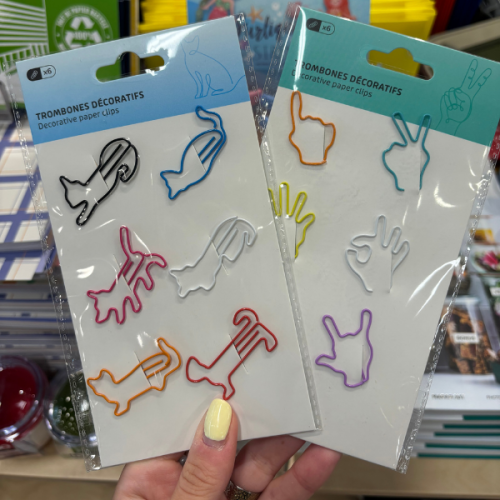 x6
TROMBONES DÉCORATIFS
Decorative paper clips
x6
TROMBONES DÉCORATIFS
Decorative paper clips